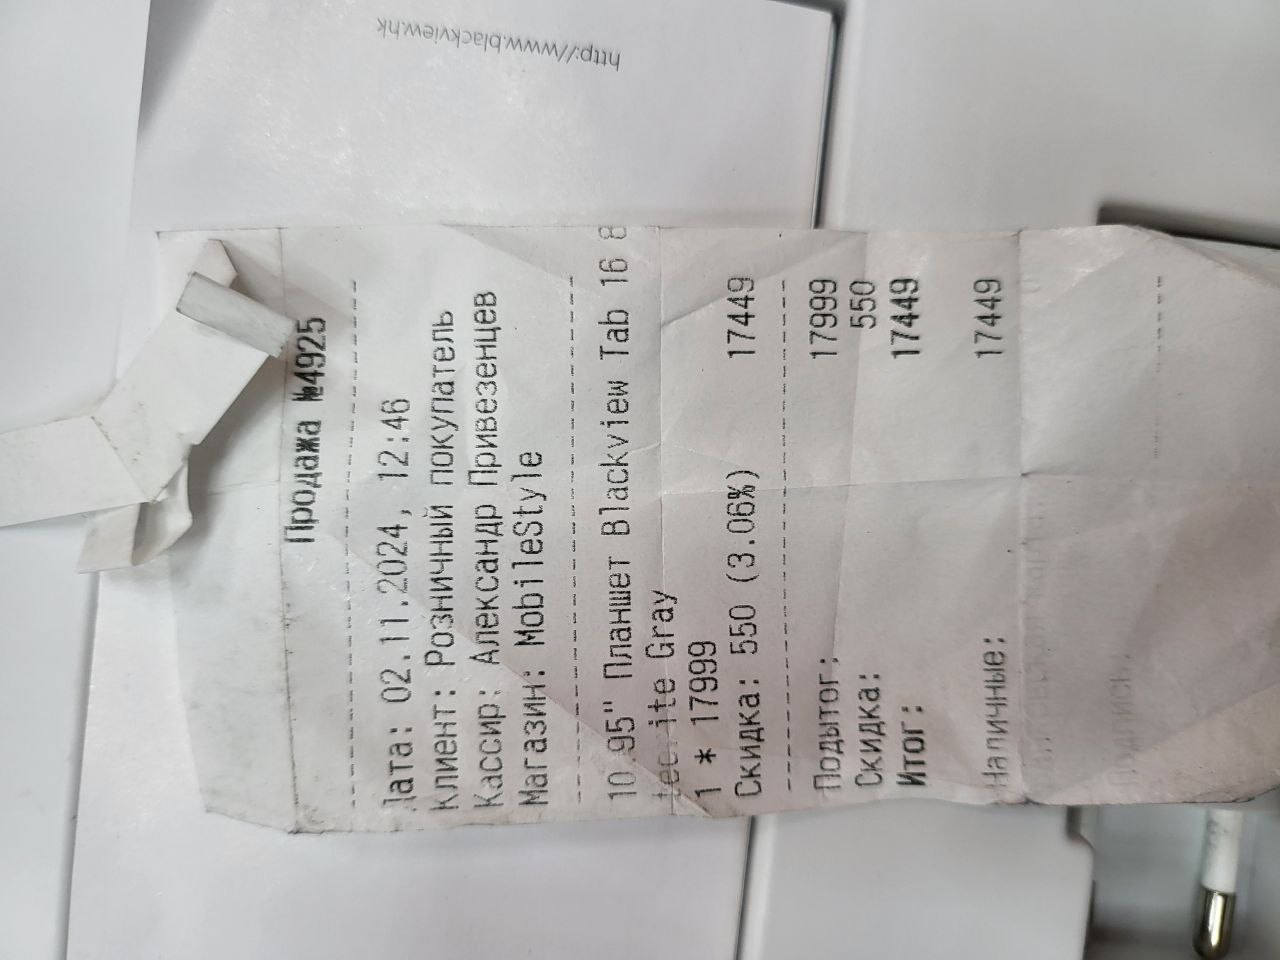 http://www.blackview.hk
Продажа №4925
Дата: 02.11.2024, 12:46
Клиент: Розничный покупатель
Кассир: Александр Привезенцев
Магазин: MobileStyle
10.95" Планшет Blackview Tab 16 8
Gray
1 * 17999
Скидка: 550 (3.06%) 17449
Подытог: 17999
Скидка: 550
Итог: 17449
Наличные: 17449